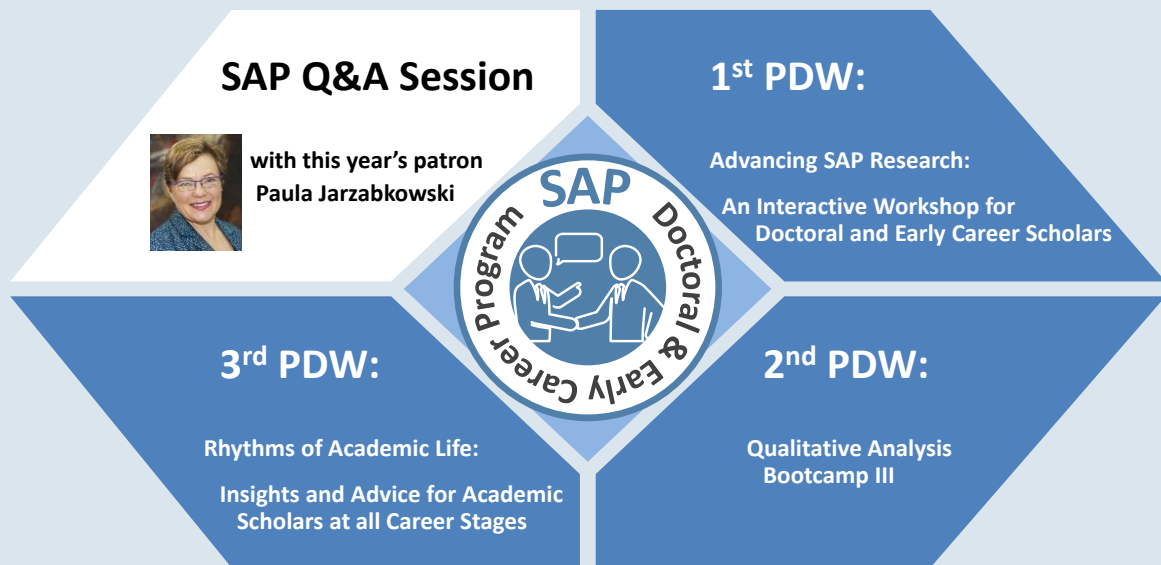 SAP Q&A Session
with this year's patron
Paula Jarzabkowski
1st PDW:
Advancing SAP Research:
An Interactive Workshop for
Doctoral and Early Career Scholars
SAP
Doctoral & Early Career Program
3rd PDW:
Rhythms of Academic Life:
Insights and Advice for Academic
Scholars at all Career Stages
2nd PDW:
Qualitative Analysis
Bootcamp III